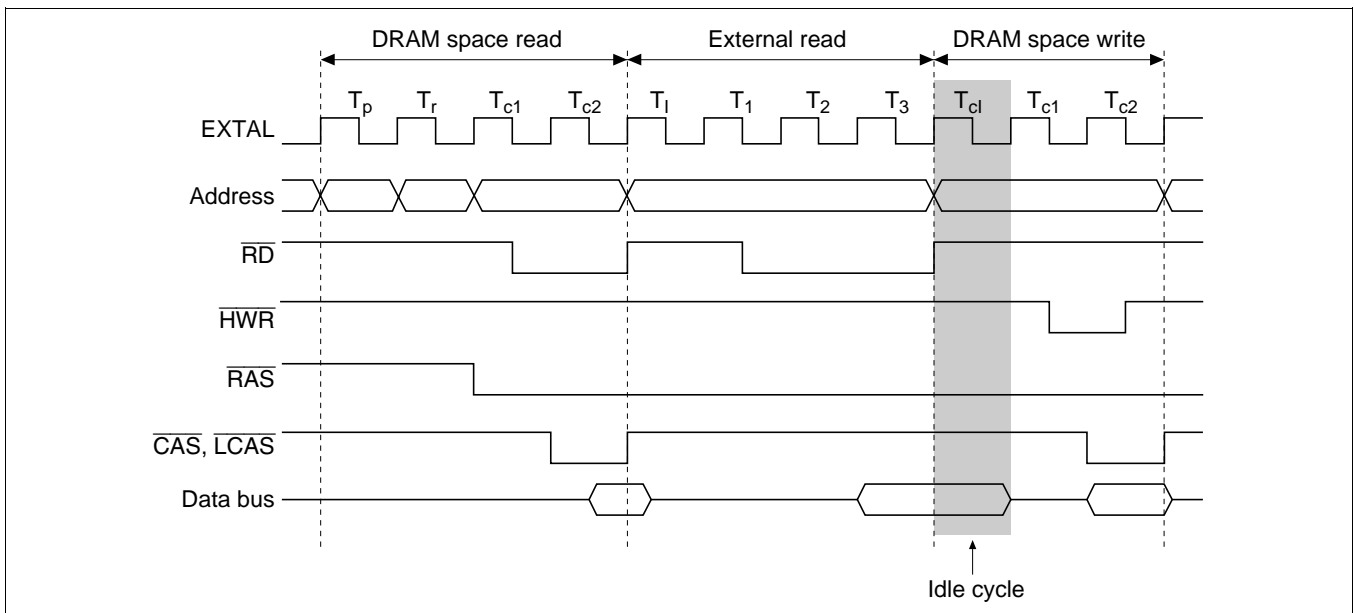 DRAM space read External read DRAM space write
Tp Tr Tc1 Tc2 TI T1 T2 T3 TcI Tc1 Tc2
EXTAL
Address
RD
HWR
RAS
CAS, LCAS
Data bus
Idle cycle